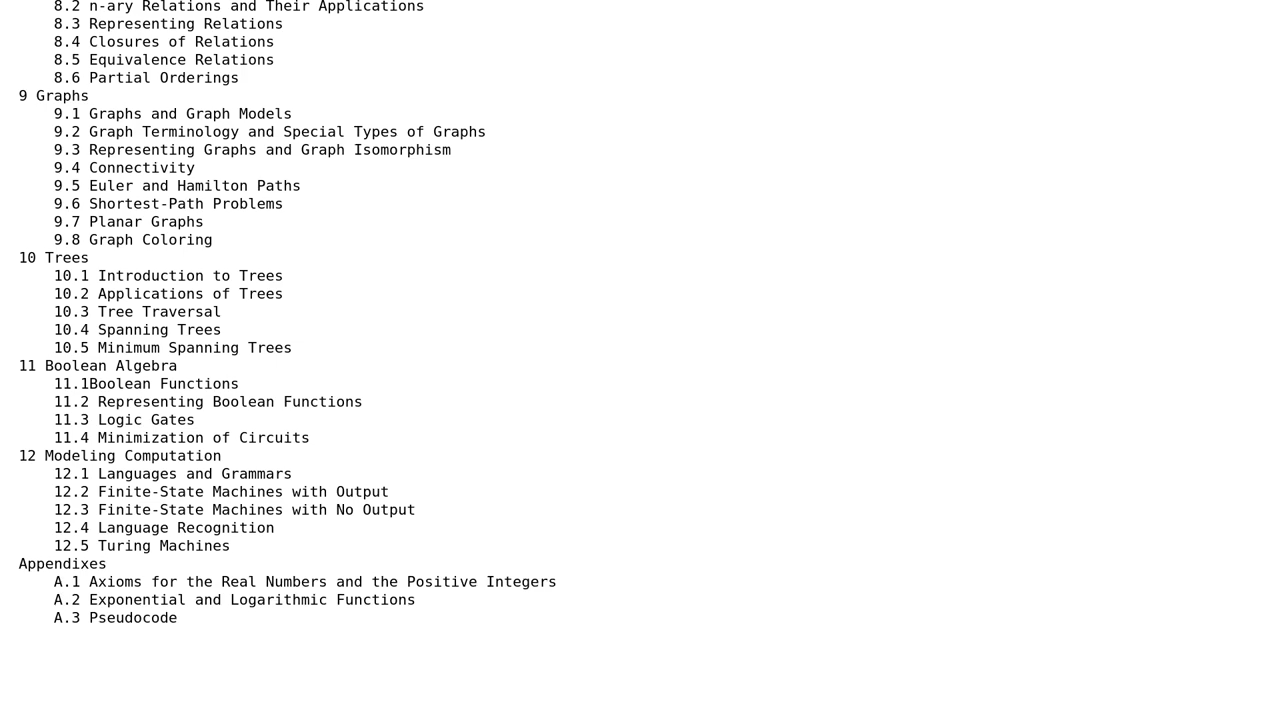 8.2 n-ary Relations and Their Applications
8.3 Representing Relations
8.4 Closures of Relations
8.5 Equivalence Relations
8.6 Partial Orderings
9 Graphs
9.1 Graphs and Graph Models
9.2 Graph Terminology and Special Types of Graphs
9.3 Representing Graphs and Graph Isomorphism
9.4 Connectivity
9.5 Euler and Hamilton Paths
9.6 Shortest-Path Problems
9.7 Planar Graphs
9.8 Graph Coloring
10 Trees
10.1 Introduction to Trees
10.2 Applications of Trees
10.3 Tree Traversal
10.4 Spanning Trees
10.5 Minimum Spanning Trees
11 Boolean Algebra
11.1Boolean Functions
11.2 Representing Boolean Functions
11.3 Logic Gates
11.4 Minimization of Circuits
12 Modeling Computation
12.1 Languages and Grammars
12.2 Finite-State Machines with Output
12.3 Finite-State Machines with No Output
12.4 Language Recognition
12.5 Turing Machines
Appendixes
A.1 Axioms for the Real Numbers and the Positive Integers
A.2 Exponential and Logarithmic Functions
A.3 Pseudocode